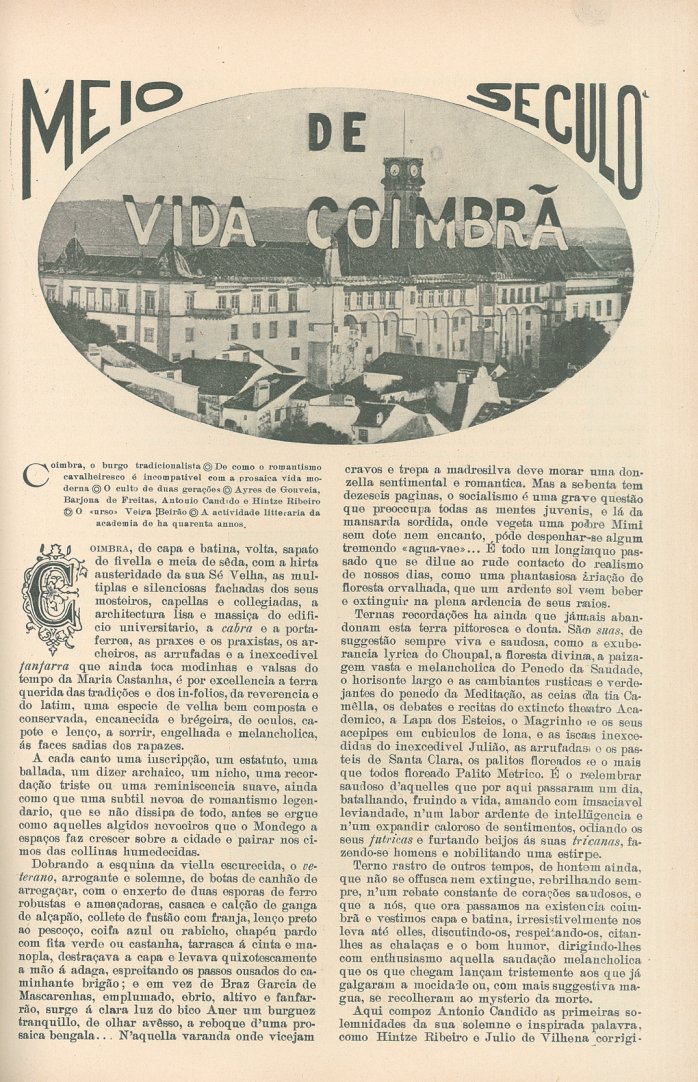 MEIO SECULO
DE
VIDA COIMBRÃ
Coimbra, o burgo tradicionalista ◎ De como o romantismo
cavalheiresco é incompativel com a prosaica vida mo-
derna ◎ O culto de duas gerações ◎ Ayres de Gouveia,
Barjona de Freitas, Antonio Candido e Hintze Ribeiro
◎ O «urso» Veiga Beirão ◎ A actividade litteraria da
academia de ha quarenta annos.
COIMBRA, de capa e batina, volta, sapato
de fivella e meia de sêda, com a hirta
austeridade da sua Sé Velha, as mul-
tiplas e silenciosas fachadas dos seus
mosteiros, capellas e collegiadas, a
architectura lisa e massiça do edifi-
cio universitario, a cabra e a porta-
ferrea, as praxes e os praxistas, os ar-
cheiros, as arrufadas e a inexcedivel
fanfarra que ainda toca modinhas e valsas do
tempo da Maria Castanha, é por excellencia a terra
querida das tradições e dos in-folios, da reverencia e
do latim, uma especie de velha bem composta e
conservada, encanecida e brégeira, de oculos, ca-
pote e lenço, a sorrir, engelhada e melancholica,
ás faces sadias dos rapazes.
A cada canto uma inscripção, um estatuto, uma
ballada, um dizer archaico, um nicho, uma recor-
dação triste ou uma reminiscencia suave, ainda
como que uma subtil nevoa de romantismo legen-
dario, que se não dissipa de todo, antes se ergue
como aquelles algidos novoeiros que o Mondego a
espaços faz crescer sobre a cidade e pairar nos ci-
mos das collinas humedecidas.
Dobrando a esquina da viella escurecida, o ve-
terano, arrogante e solemne, de botas de canhão de
arregaçar, com o enxerto de duas esporas de ferro
robustas e ameaçadoras, casaca e calção de ganga
de alçapão, collete de fustão com franja, lenço preto
ao pescoço, coifa azul ou rabicho, chapéu pardo
com fita verde ou castanha, tarrasca á cinta e ma-
nopla, destraçava a capa e levava quixotescamente
a mão á adaga, espreitando os passos ousados do ca-
minhante brigão; e em vez de Braz Garcia de
Mascarenhas, emplumado, ebrio, altivo e fanfar-
rão, surge á clara luz do bico Auer um burguez
tranquillo, de olhar avêsso, a reboque d'uma pro-
saica bengala... N'aquella varanda onde vicejam
cravos e trepa a madresilva deve morar uma don-
zella sentimental e romantica. Mas a sebenta tem
dezeseis paginas, o socialismo é uma grave questão
que preoccupa todas as mentes juvenis, e lá da
mansarda sordida, onde vegeta uma pobre Mimi
sem dote nem encanto, póde despenhar-se algum
tremendo «agua-vae»... É todo um longinquo pas-
sado que se dilue ao rude contacto do realismo
de nossos dias, como uma phantasiosa criação de
floresta orvalhada, que um ardente sol vem beber
e extinguir na plena ardencia de seus raios.
Ternas recordações ha ainda que jámais aban-
donam esta terra pittoresca e douta. São suas, de
suggestão sempre viva e saudosa, como a exube-
rancia lyrica do Choupal, a floresta divina, a paiza-
gem vasta e melancholica do Penedo da Saudade,
o horisonte largo e as cambiantes rusticas e verde-
jantes do penedo da Meditação, as ceias da tia Ca-
mélla, os debates e recitas do extincto theatro Aca-
demico, a Lapa dos Esteios, o Magrinho e os seus
acepipes em cubiculos de lona, e as iscas inexce-
didas do inexcedivel Julião, as arrufadas e os pas-
teis de Santa Clara, os palitos floreados e o mais
que todos floreado Palito Metrico. É o relembrar
saudoso d'aquelles que por aqui passaram um dia,
batalhando, fruindo a vida, amando com insaciavel
leviandade, n'um labor ardente de intelligencia e
n'um expandir caloroso de sentimentos, odiando os
seus futricas e furtando beijos ás suas tricanas, fa-
zendo-se homens e nobilitando uma estirpe.
Terno rastro de outros tempos, de hontem ainda,
que não se offusca nem extingue, rebrilhando sem-
pre, n'um rebate constante de corações saudosos, e
que a nós, que ora passamos na existencia coim-
brã e vestimos capa e batina, irresistivelmente nos
leva até elles, discutindo-os, respeitando-os, citan-
lhes as chalaças e o bom humor, dirigindo-lhes
com enthusiasmo aquella saudação melancholica
que os que chegam lançam tristemente aos que já
galgaram a mocidade ou, com mais suggestiva ma-
gua, se recolheram ao mysterio da morte.
Aqui compoz Antonio Candido as primeiras so-
lemnidades da sua solemne e inspirada palavra,
como Hintze Ribeiro e Julio de Vilhena corrigi-